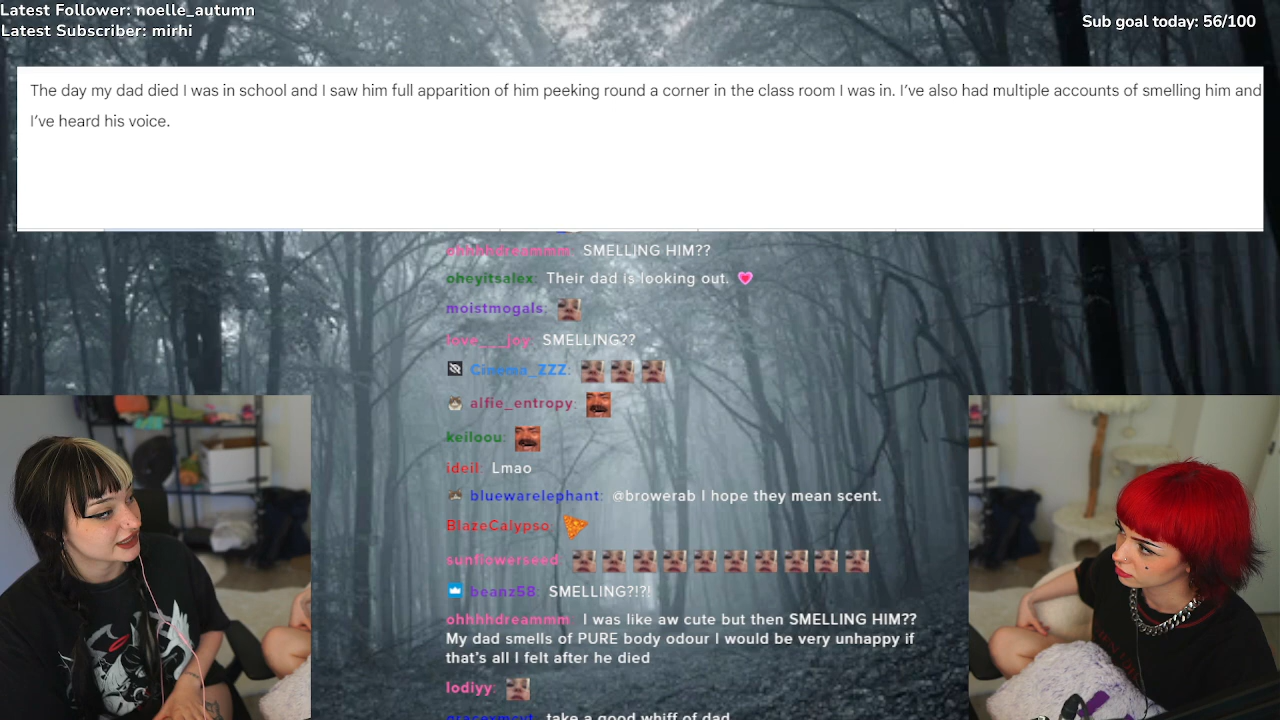 Latest Follower: noelle_autumn
Latest Subscriber: mirhi
Sub goal today: 56/100
The day my dad died I was in school and I saw him full apparition of him peeking round a corner in the class room I was in. I've also had multiple accounts of smelling him and
I've heard his voice.
ohhhhdreammm: SMELLING HIM??
oheyitsalex: Their dad is looking out.
moistmogals:
love___joy: SMELLING??
alfie_entropy:
keiloou:
ideil: Lmao
bluewarelephant: @browerab I hope they mean scent.
BlazeCalypso:
sunflowerseed
beanz58: SMELLING?!?!
ohhhhdreammm I was like aw cute but then SMELLING HIM??
My dad smells of PURE body odour I would be very unhappy if
that's all I felt after he died
lodiyy:
take a good whiff of dad